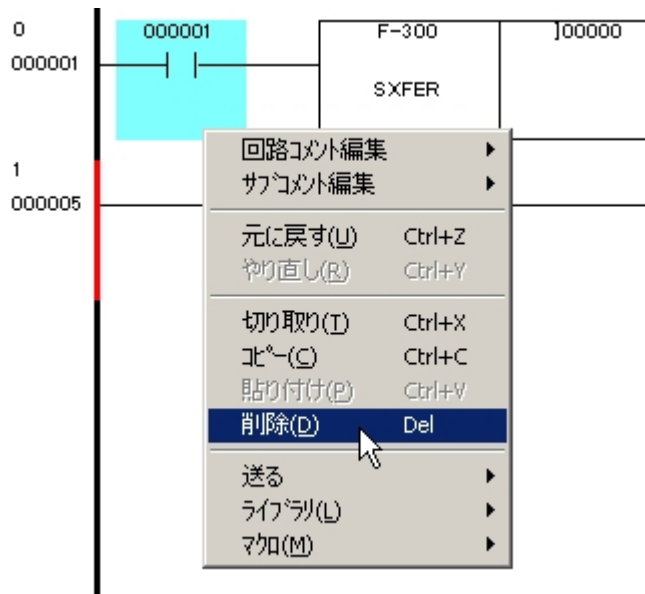 0 000001 F-300 ]00000
000001
SXFER
回路ｺﾒﾝﾄ編集
ｻﾌﾞｺﾒﾝﾄ編集
1
000005
元に戻す(U) Ctrl+Z
やり直し(R) Ctrl+Y
切り取り(T) Ctrl+X
ｺﾋﾟｰ(C) Ctrl+C
貼り付け(P) Ctrl+V
削除(D) Del
送る
ﾗｲﾌﾞﾗﾘ(L)
ﾏｸﾛ(M)